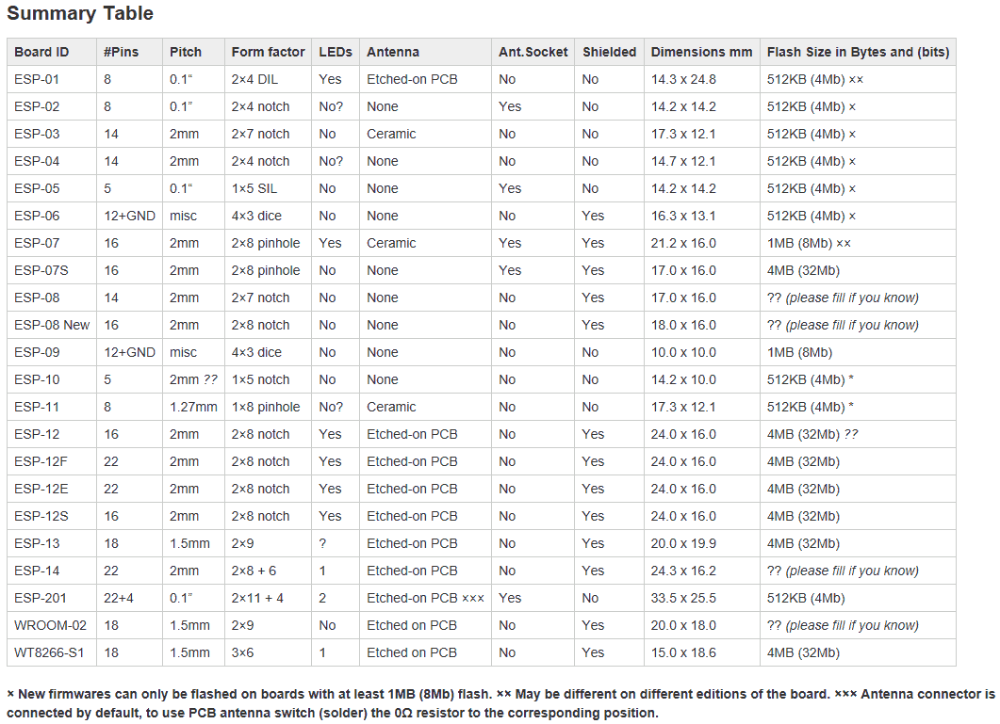 Summary Table
Board ID #Pins Pitch Form factor LEDs Antenna Ant.Socket Shielded Dimensions mm Flash Size in Bytes and (bits)
ESP-01 8 0.1“ 2×4 DIL Yes Etched-on PCB No No 14.3 x 24.8 512KB (4Mb) ××
ESP-02 8 0.1” 2×4 notch No? None Yes No 14.2 x 14.2 512KB (4Mb) ×
ESP-03 14 2mm 2×7 notch No Ceramic No No 17.3 x 12.1 512KB (4Mb) ×
ESP-04 14 2mm 2×4 notch No? None No No 14.7 x 12.1 512KB (4Mb) ×
ESP-05 5 0.1“ 1×5 SIL No None Yes No 14.2 x 14.2 512KB (4Mb) ×
ESP-06 12+GND misc 4×3 dice No None No Yes 16.3 x 13.1 512KB (4Mb) ×
ESP-07 16 2mm 2×8 pinhole Yes Ceramic Yes Yes 21.2 x 16.0 1MB (8Mb) ××
ESP-07S 16 2mm 2×8 pinhole No None Yes Yes 17.0 x 16.0 4MB (32Mb)
ESP-08 14 2mm 2×7 notch No None No Yes 17.0 x 16.0 ?? (please fill if you know)
ESP-08 New 16 2mm 2×8 notch No None No Yes 18.0 x 16.0 ?? (please fill if you know)
ESP-09 12+GND misc 4×3 dice No None No No 10.0 x 10.0 1MB (8Mb)
ESP-10 5 2mm ?? 1×5 notch No None No No 14.2 x 10.0 512KB (4Mb) *
ESP-11 8 1.27mm 1×8 pinhole No? Ceramic No No 17.3 x 12.1 512KB (4Mb) *
ESP-12 16 2mm 2×8 notch Yes Etched-on PCB No Yes 24.0 x 16.0 4MB (32Mb) ??
ESP-12F 22 2mm 2×8 notch Yes Etched-on PCB No Yes 24.0 x 16.0 4MB (32Mb)
ESP-12E 22 2mm 2×8 notch Yes Etched-on PCB No Yes 24.0 x 16.0 4MB (32Mb)
ESP-12S 16 2mm 2×8 notch Yes Etched-on PCB No Yes 24.0 x 16.0 4MB (32Mb)
ESP-13 18 1.5mm 2×9 ? Etched-on PCB No Yes 20.0 x 19.9 4MB (32Mb)
ESP-14 22 2mm 2×8 + 6 1 Etched-on PCB No Yes 24.3 x 16.2 ?? (please fill if you know)
ESP-201 22+4 0.1” 2×11 + 4 2 Etched-on PCB ××× Yes No 33.5 x 25.5 512KB (4Mb)
WROOM-02 18 1.5mm 2×9 No Etched on PCB No Yes 20.0 x 18.0 ?? (please fill if you know)
WT8266-S1 18 1.5mm 3×6 1 Etched on PCB No Yes 15.0 x 18.6 4MB (32Mb)
× New firmwares can only be flashed on boards with at least 1MB (8Mb) flash. ×× May be different on different editions of the board. ××× Antenna connector is
connected by default, to use PCB antenna switch (solder) the 0Ω resistor to the corresponding position.